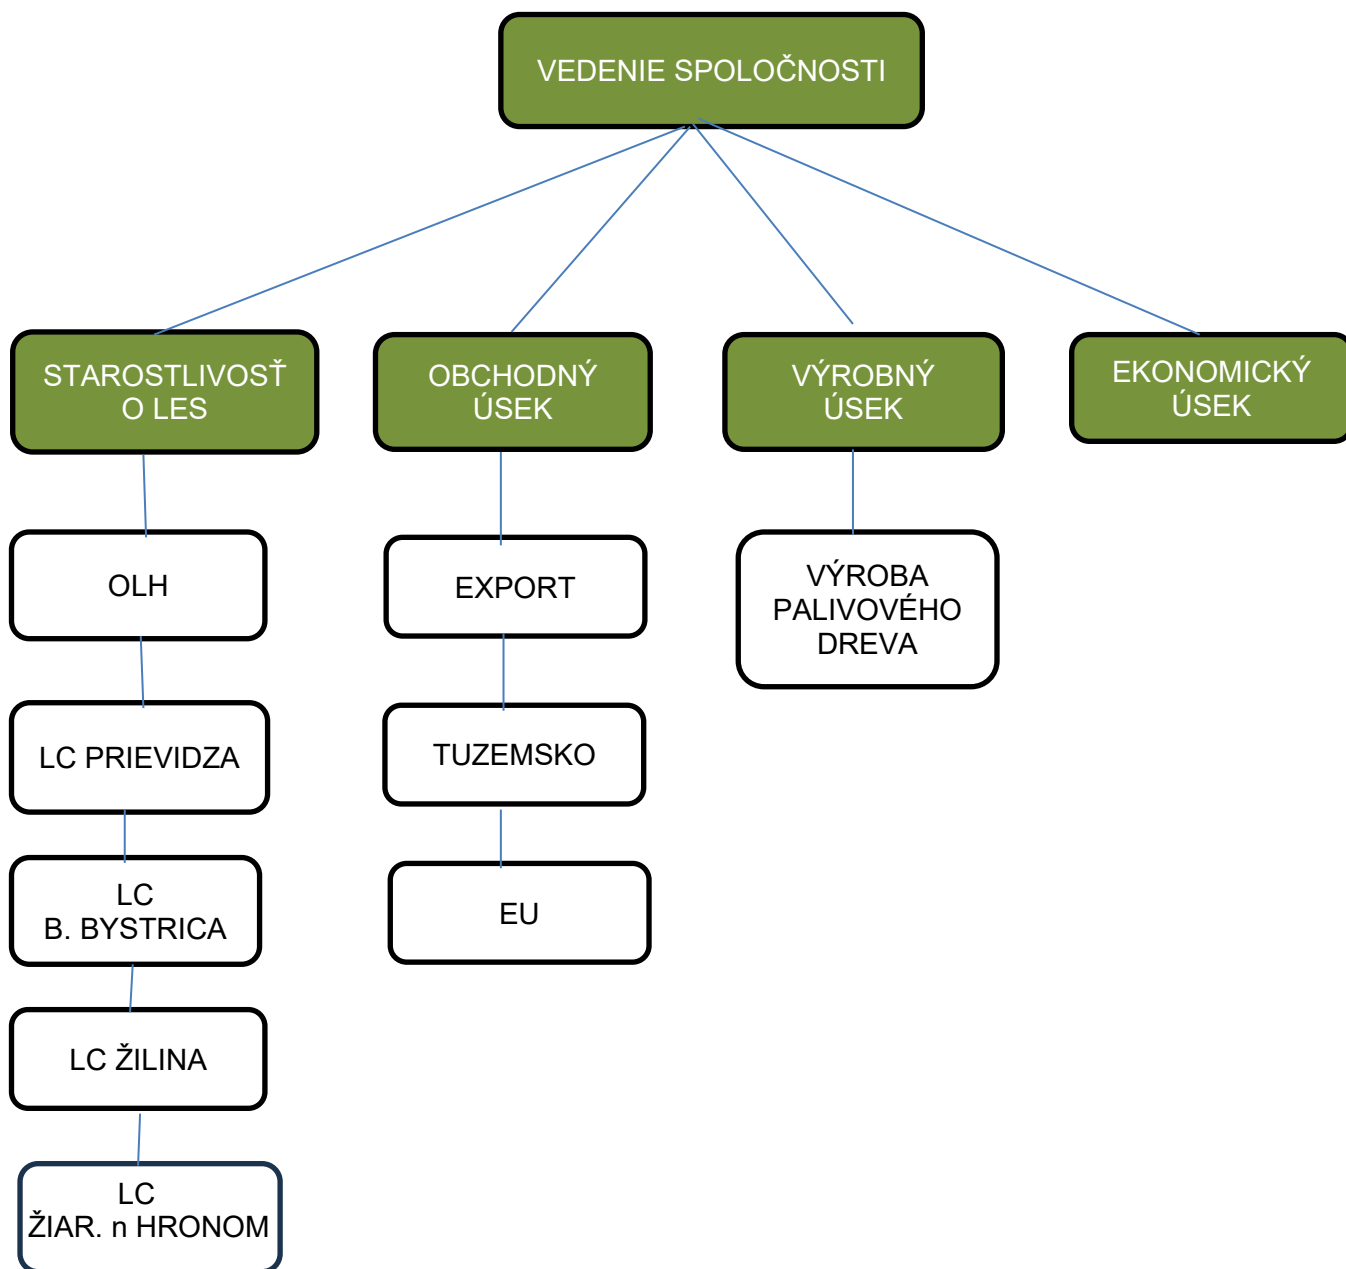 VEDENIE SPOLOČNOSTI
STAROSTLIVOSŤ
O LES
OBCHODNÝ
ÚSEK
VÝROBNÝ
ÚSEK
EKONOMICKÝ
ÚSEK
OLH
EXPORT
VÝROBA
PALIVOVÉHO
DREVA
LC PRIEVIDZA
TUZEMSKO
LC
B. BYSTRICA
EU
LC ŽILINA
LC
ŽIAR. n HRONOM